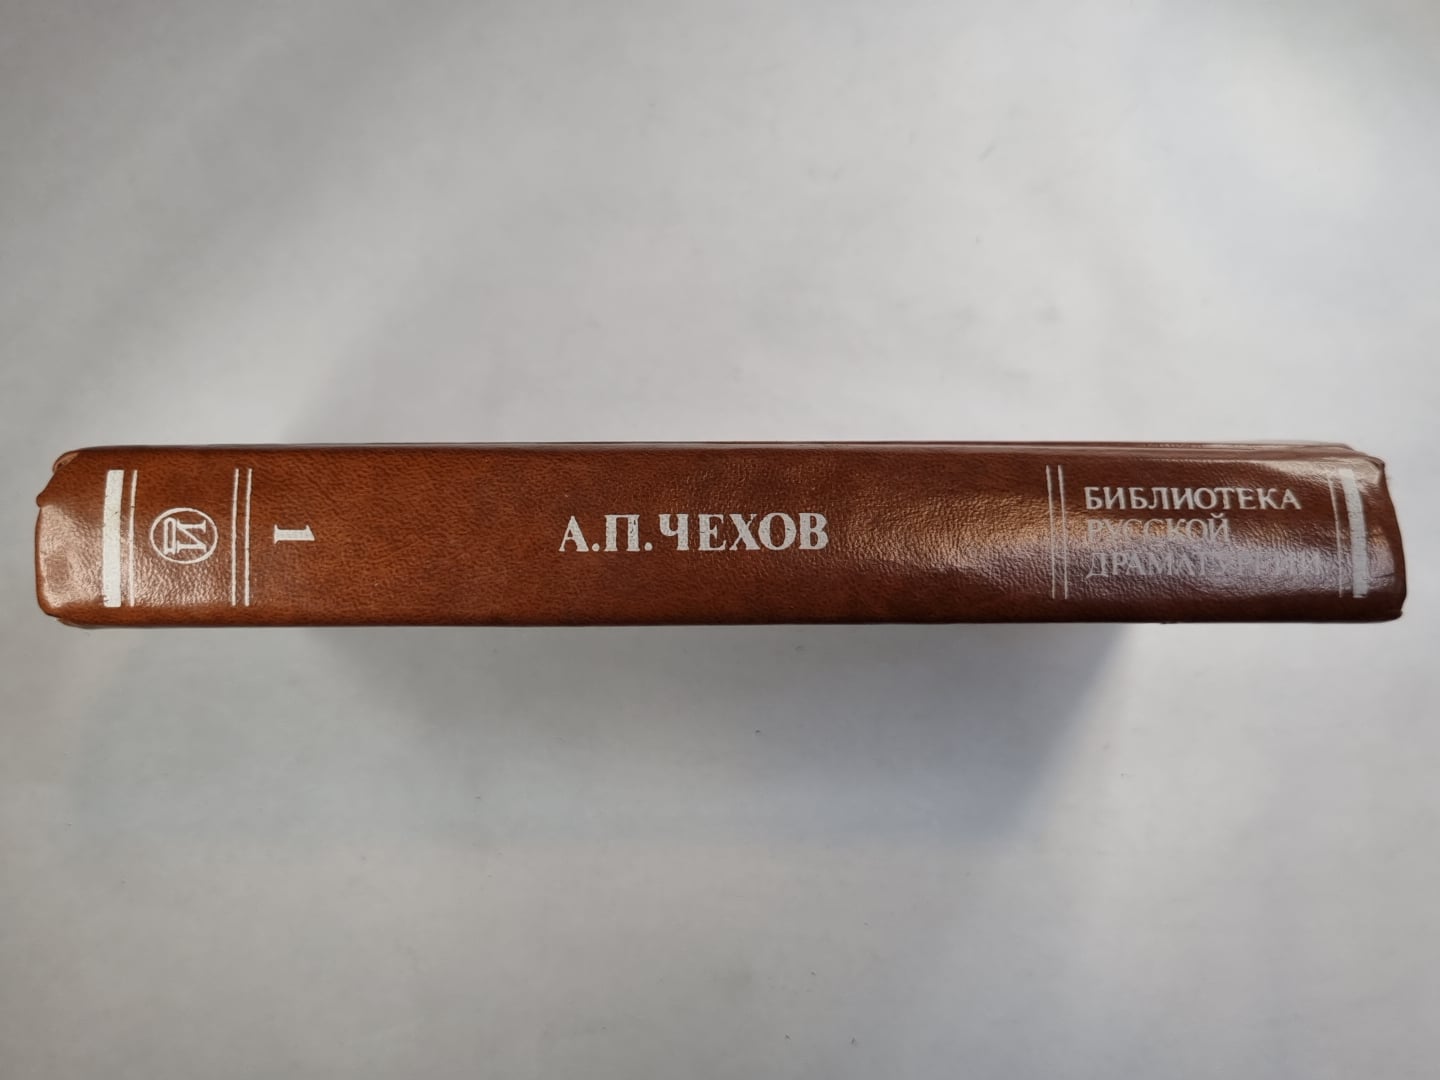 1
А.П.ЧЕХОВ
БИБЛИОТЕКА
РУССКОЙ
ДРАМАТУРГИИ